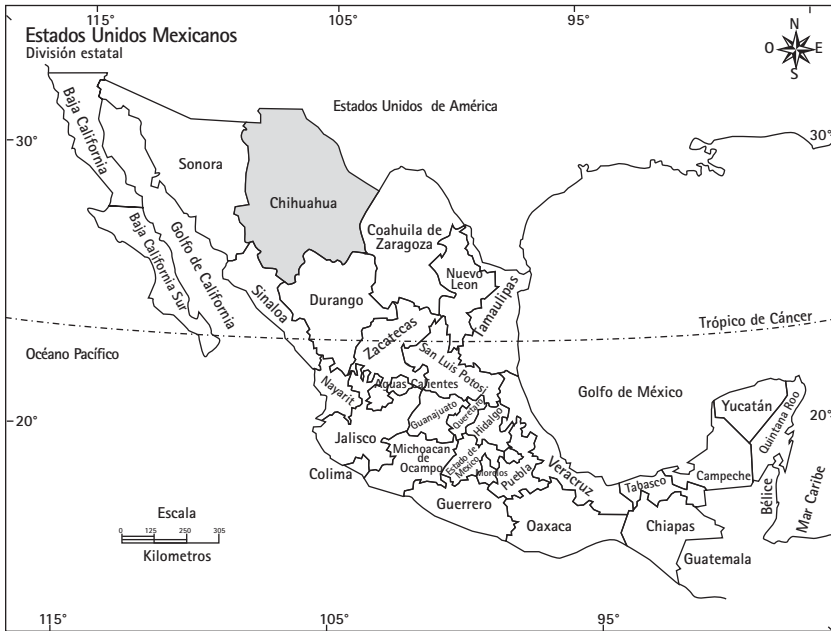 115°
105°
95°
Estados Unidos Mexicanos
División estatal
N
O
E
S
Estados Unidos de América
30°
30°
Baja California
Sonora
Chihuahua
Coahuila de
Zaragoza
Baja California Sur
Golfo de California
Nuevo
Leon
Sinaloa
Durango
Tamaulipas
Trópico de Cáncer
Zacatecas
Océano Pacífico
San Luis Potosi
Aguas Calientes
Nayarit
Golfo de México
Yucatán
Quintana Roo
20°
20°
Guanajuato
Queretaro
Hidalgo
Jalisco
Michoacan
de
Ocampo
Estado de
Mexico
Morelos
Puebla
Veracruz
Colima
Tabasco
Campeche
Bélice
Mar Caribe
Guerrero
Oaxaca
Chiapas
Guatemala
Escala
0 125 250 305
Kilometros
115°
105°
95°